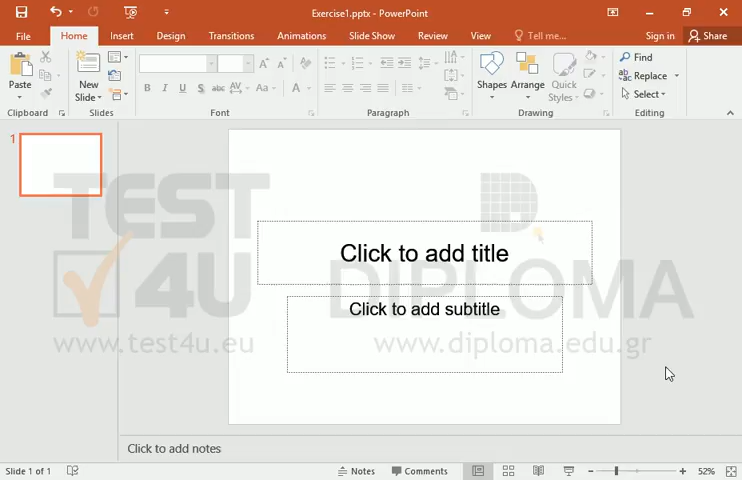 Exercise1.pptx - PowerPoint
File Home Insert Design Transitions Animations Slide Show Review View Tell me... Sign in Share
Paste
New Slide
B I U S abc AV Aa A
Shapes Arrange Quick Styles
Find
Replace
Select
Clipboard Slides Font Paragraph Drawing Editing
1
TEST 4U
www.test4u.eu
DIPLOMA
www.diploma.edu.gr
Click to add title
Click to add subtitle
Click to add notes
Slide 1 of 1 Notes Comments 52%